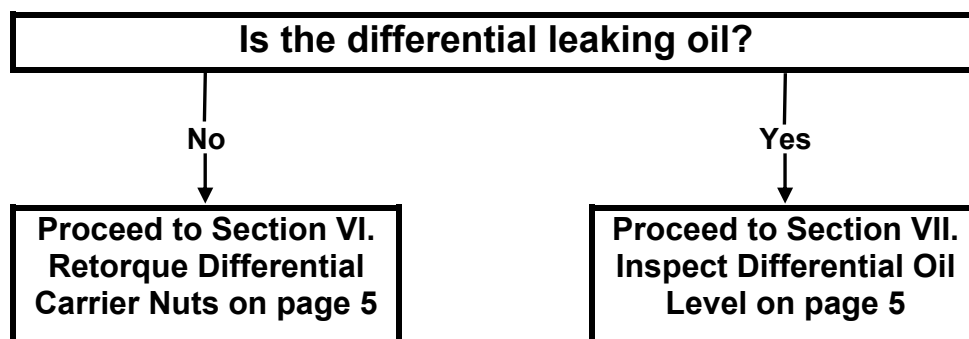 Is the differential leaking oil?
No
Yes
Proceed to Section VI.
Retorque Differential
Carrier Nuts on page 5
Proceed to Section VII.
Inspect Differential Oil
Level on page 5